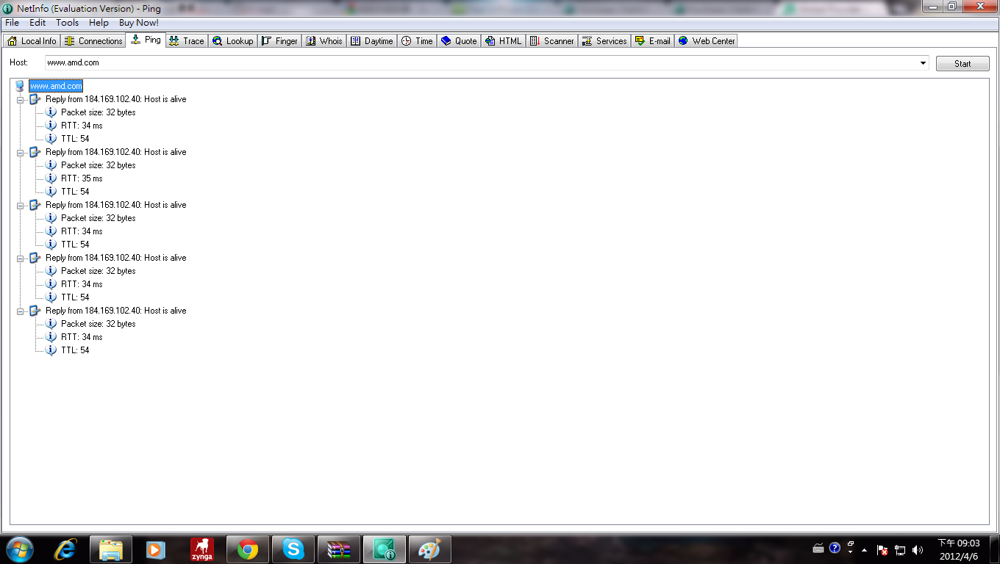 NetInfo (Evaluation Version) - Ping
File Edit Tools Help Buy Now!
Local Info Connections Ping Trace Lookup Finger Whois Daytime Time Quote HTML Scanner Services E-mail Web Center
Host: www.amd.com Start
www.amd.com
Reply from 184.169.102.40: Host is alive
Packet size: 32 bytes
RTT: 34 ms
TTL: 54
Reply from 184.169.102.40: Host is alive
Packet size: 32 bytes
RTT: 35 ms
TTL: 54
Reply from 184.169.102.40: Host is alive
Packet size: 32 bytes
RTT: 34 ms
TTL: 54
Reply from 184.169.102.40: Host is alive
Packet size: 32 bytes
RTT: 34 ms
TTL: 54
Reply from 184.169.102.40: Host is alive
Packet size: 32 bytes
RTT: 34 ms
TTL: 54
zynga
下午 09:03
2012/4/6